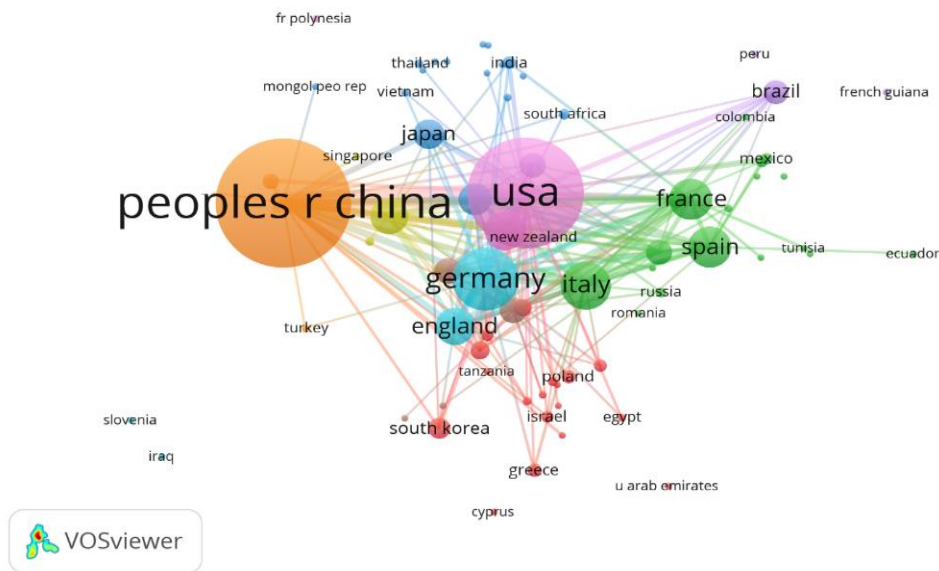 fr polynesia
thailand
india
peru
mongol peo rep
vietnam
brazil
french guiana
south africa
colombia
japan
singapore
mexico
peoples r china
usa
france
new zealand
spain
tunisia
ecuador
germany
italy
russia
romania
turkey
england
tanzania
poland
slovenia
south korea
israel
egypt
iraq
greece
u arab emirates
cyprus
VOSviewer